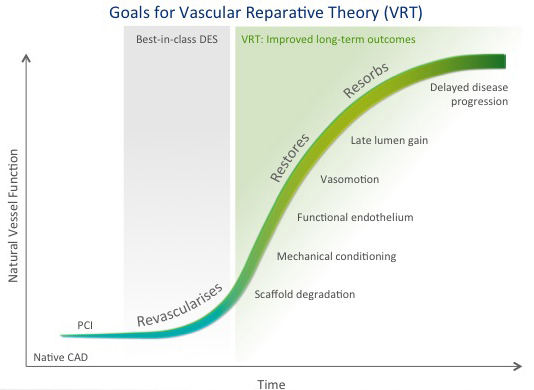 Goals for Vascular Reparative Theory (VRT)
Best-in-class DES
VRT: Improved long-term outcomes
Resorbs
Delayed disease
progression
Restores
Late lumen gain
Vasomotion
Functional endothelium
Mechanical conditioning
Revascularises
Scaffold degradation
PCI
Native CAD
Natural Vessel Function
Time